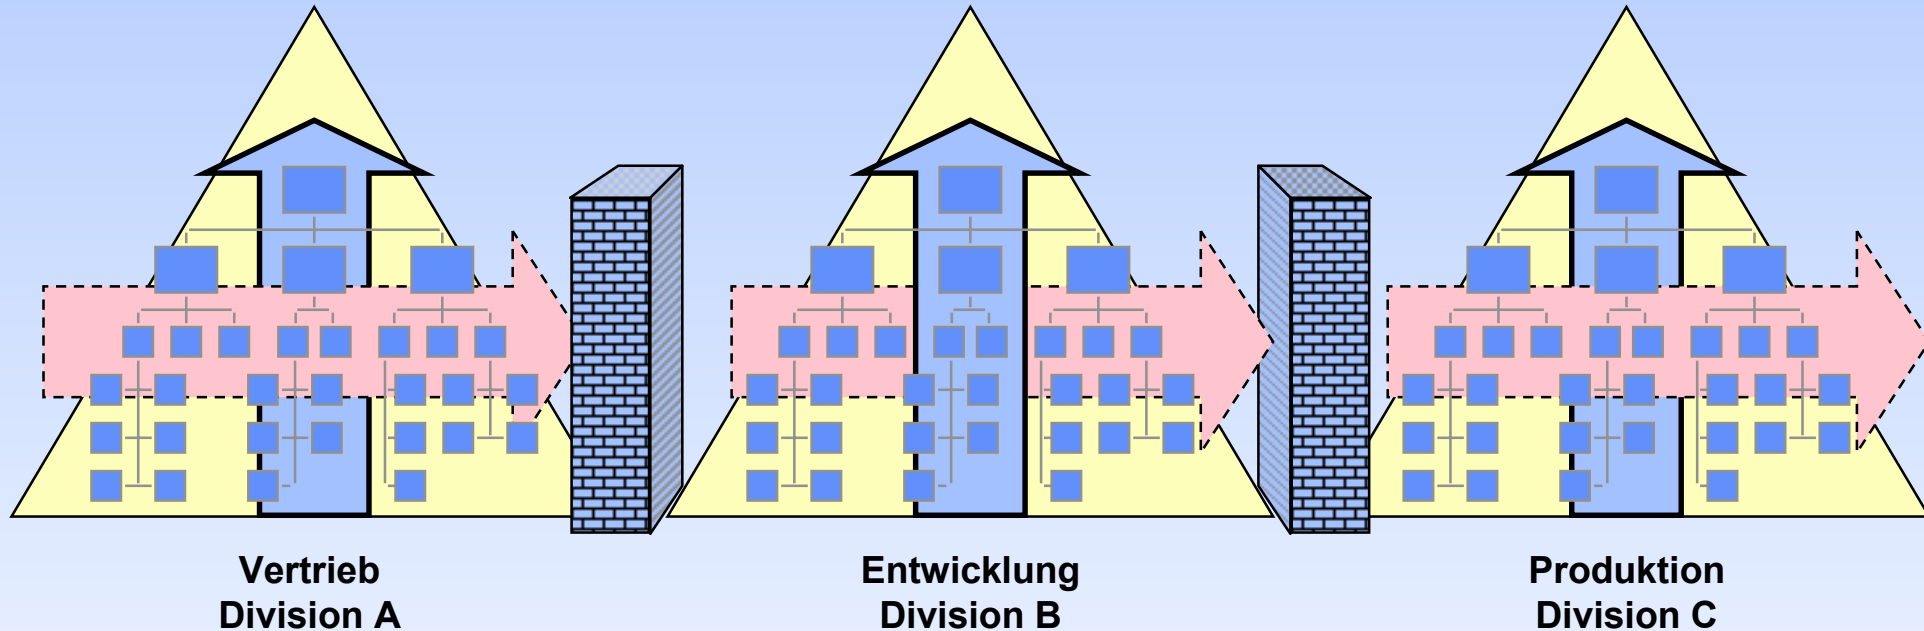 Vertrieb
Division A
Entwicklung
Division B
Produktion
Division C